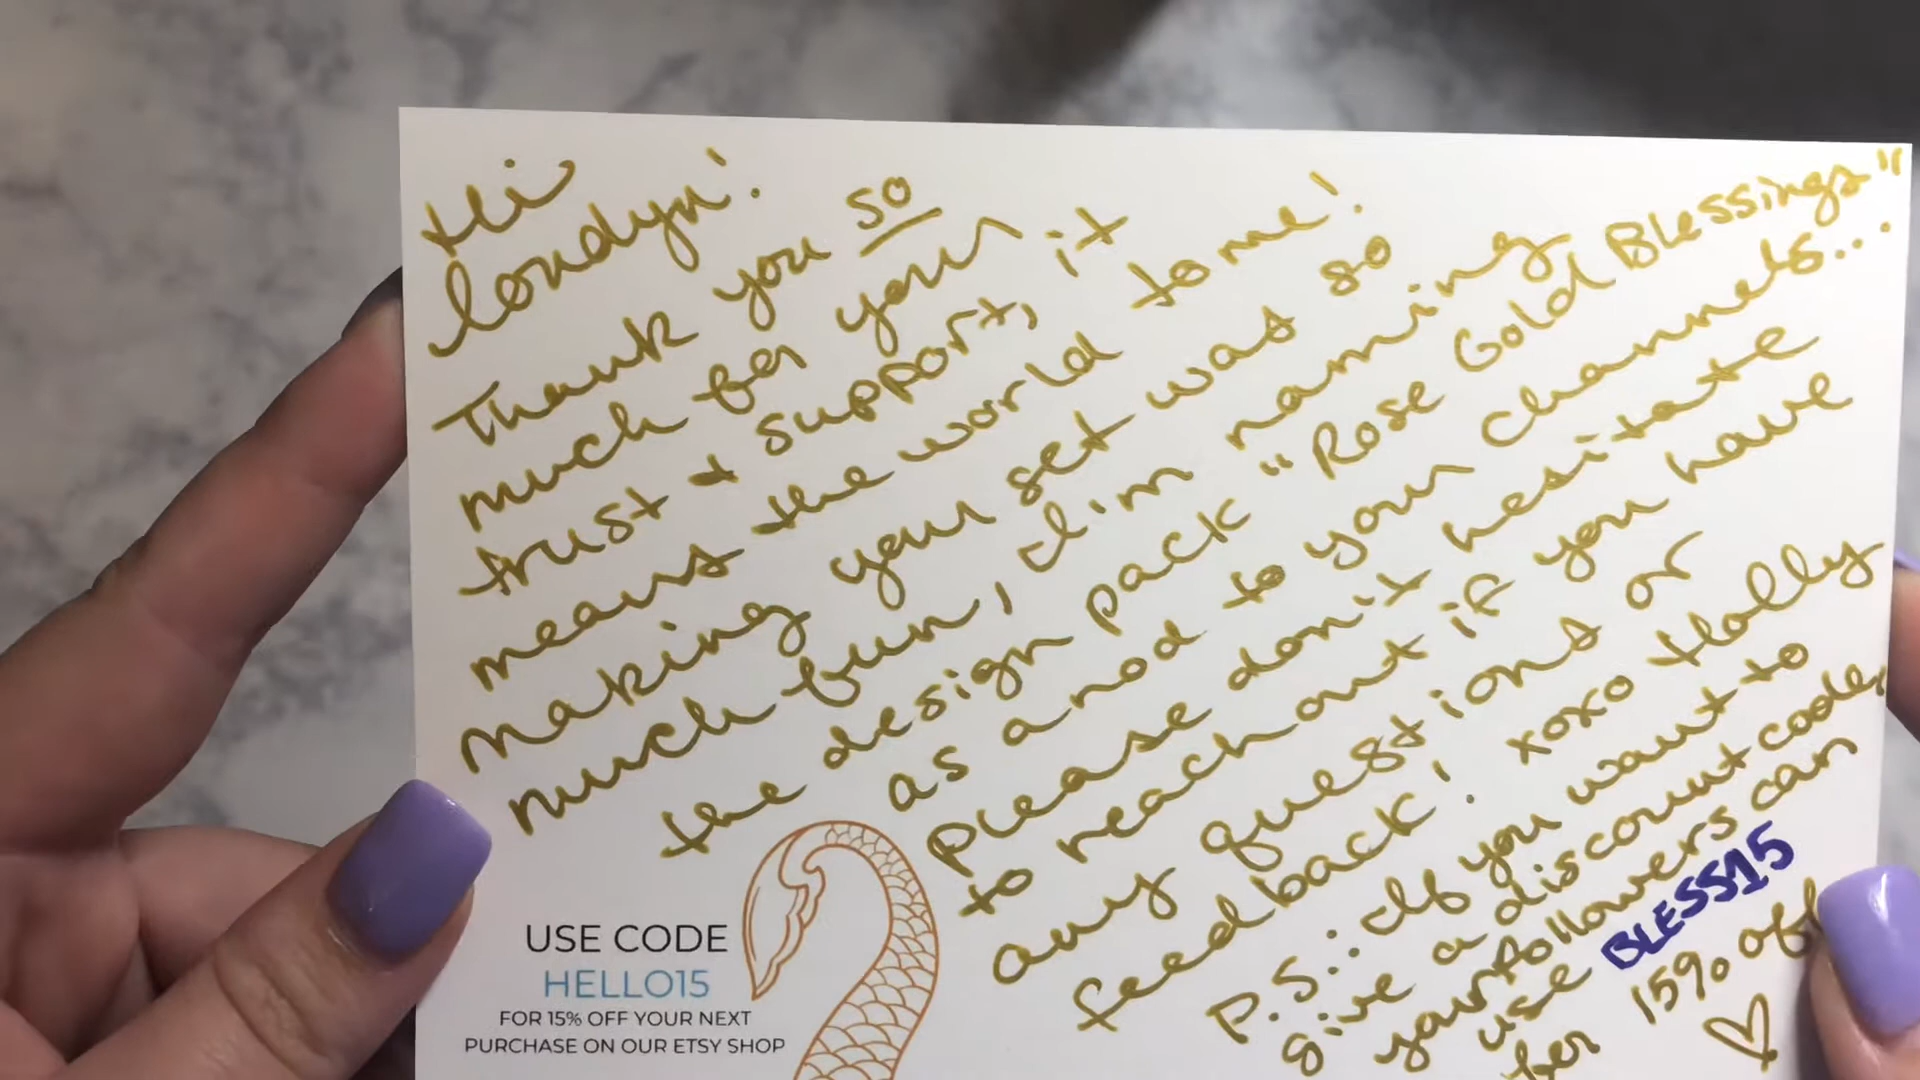 Hi
Londyn!
Thank you so
much for your
trust + support, it
means the world to me!
Making your set was so
much fun, I'm naming
the design pack "Rose Gold Blessings"
as a nod to your channels...
Please don't hesitate
to reach out if you have
any questions or
feedback! xoxo Holly
P.S.: If you want to
give a discount code,
your followers can
use BLESS15
for 15% off
USE CODE
HELLO15
FOR 15% OFF YOUR NEXT
PURCHASE ON OUR ETSY SHOP